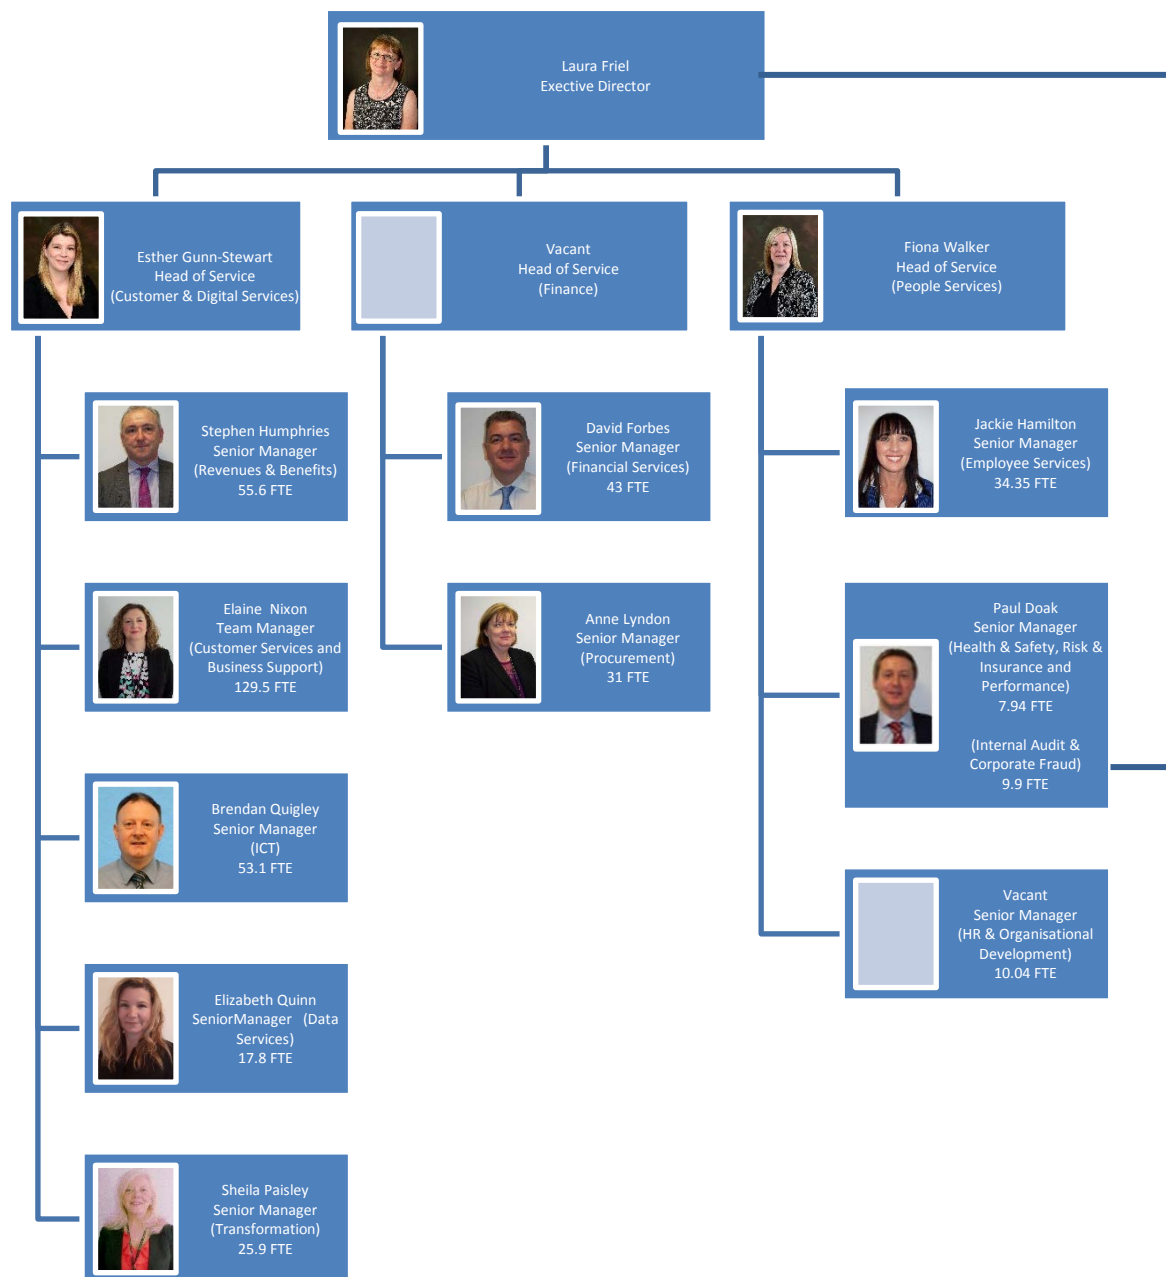 Laura Friel
Exective Director
Esther Gunn-Stewart
Head of Service
(Customer & Digital Services)
Vacant
Head of Service
(Finance)
Fiona Walker
Head of Service
(People Services)
Stephen Humphries
Senior Manager
(Revenues & Benefits)
55.6 FTE
David Forbes
Senior Manager
(Financial Services)
43 FTE
Jackie Hamilton
Senior Manager
(Employee Services)
34.35 FTE
Elaine  Nixon
Team Manager
(Customer Services and
Business Support)
129.5 FTE
Anne Lyndon
Senior Manager
(Procurement)
31 FTE
Paul Doak
Senior Manager
(Health & Safety, Risk &
Insurance and
Performance)
7.94 FTE
(Internal Audit &
Corporate Fraud)
9.9 FTE
Brendan Quigley
Senior Manager
(ICT)
53.1 FTE
Vacant
Senior Manager
(HR & Organisational
Development)
10.04 FTE
Elizabeth Quinn
SeniorManager   (Data
Services)
17.8 FTE
Sheila Paisley
Senior Manager
(Transformation)
25.9 FTE